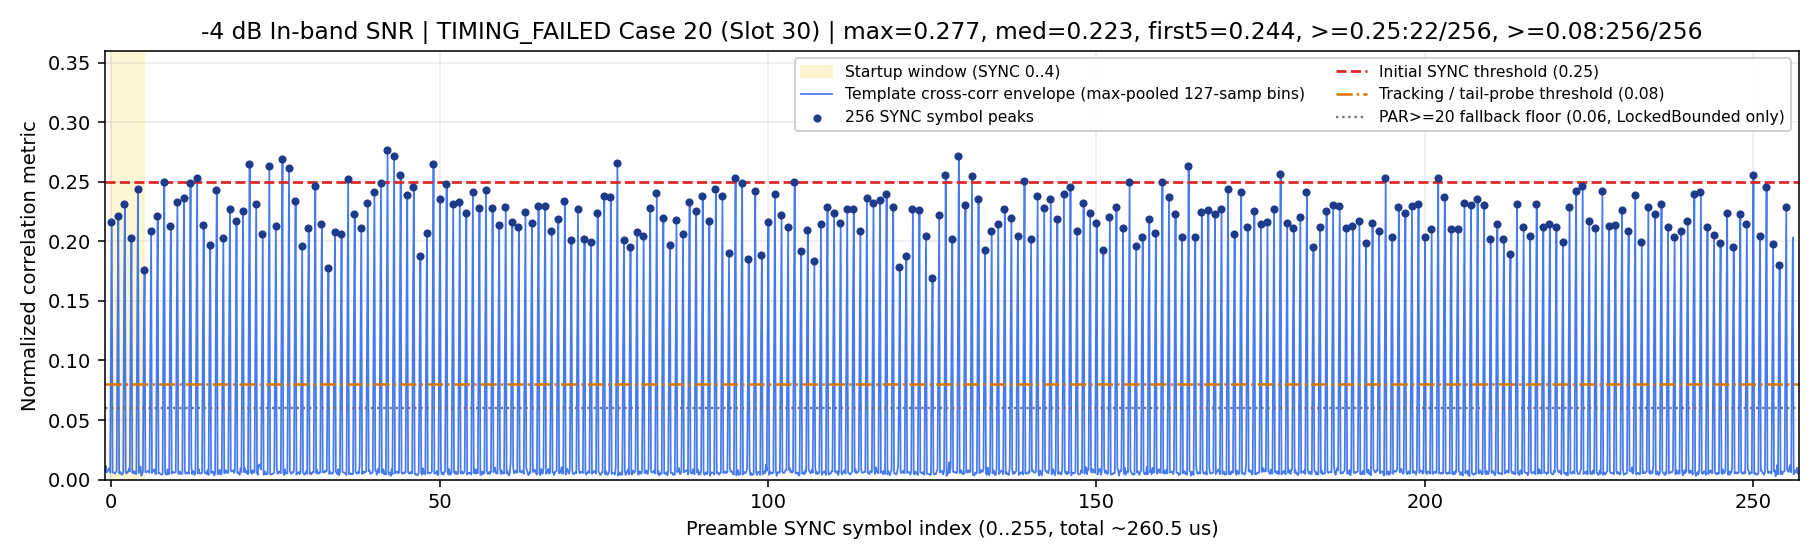 -4 dB In-band SNR | TIMING_FAILED Case 20 (Slot 30) | max=0.277, med=0.223, first5=0.244, >=0.25:22/256, >=0.08:256/256
Startup window (SYNC 0..4)
Template cross-corr envelope (max-pooled 127-samp bins)
256 SYNC symbol peaks
Initial SYNC threshold (0.25)
Tracking / tail-probe threshold (0.08)
PAR>=20 fallback floor (0.06, LockedBounded only)
Normalized correlation metric
0.35
0.30
0.25
0.20
0.15
0.10
0.05
0.00
0
50
100
150
200
250
Preamble SYNC symbol index (0..255, total ~260.5 us)